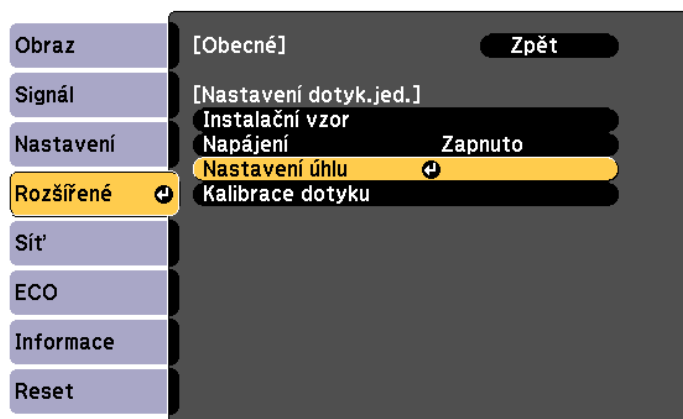 Obraz
Signál
Nastavení
Rozšířené
Síť
ECO
Informace
Reset
[Obecné] Zpět
[Nastavení dotyk.jed.]
Instalační vzor
Napájení Zapnuto
Nastavení úhlu
Kalibrace dotyku